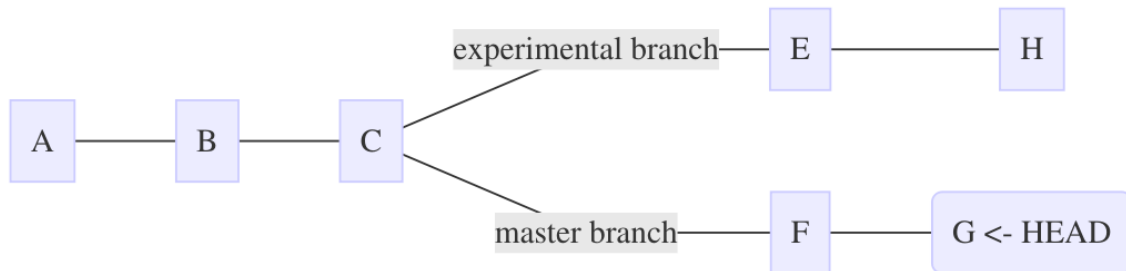 experimental branch
E
H
A
B
C
master branch
F
G <- HEAD